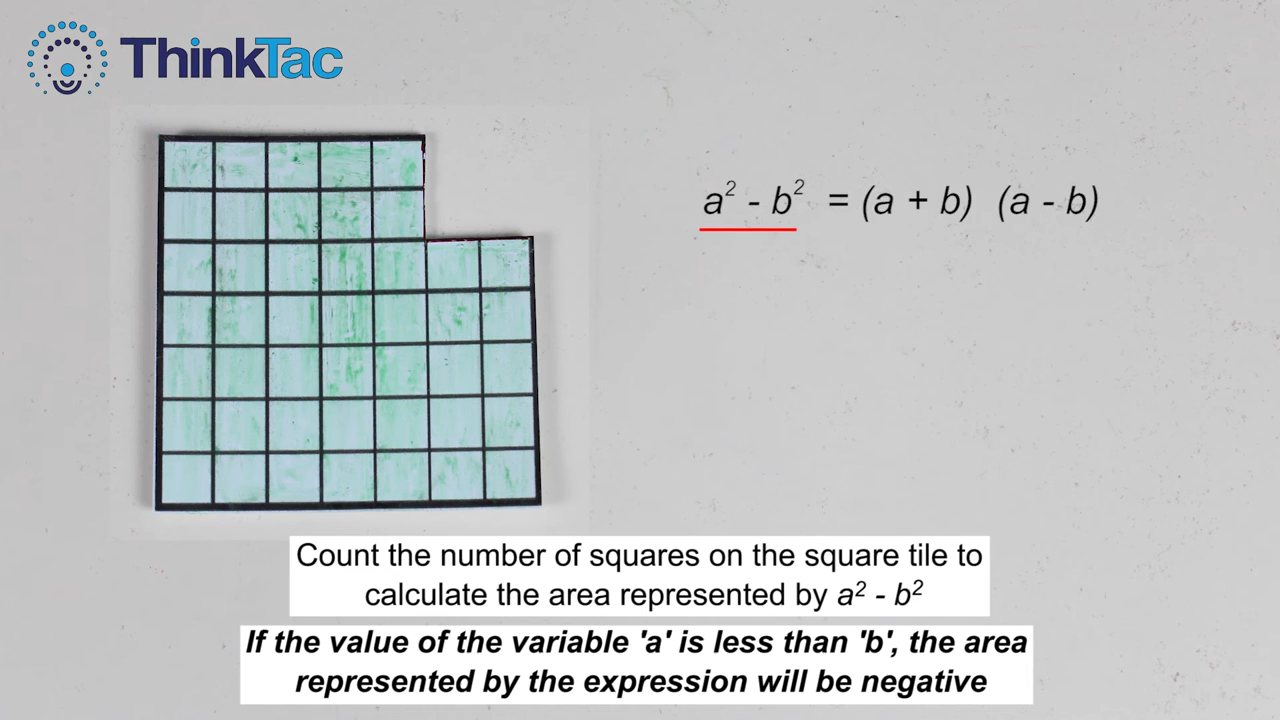 ThinkTac
a² - b² = (a + b) (a - b)
Count the number of squares on the square tile to
calculate the area represented by a² - b²
If the value of the variable 'a' is less than 'b', the area
represented by the expression will be negative